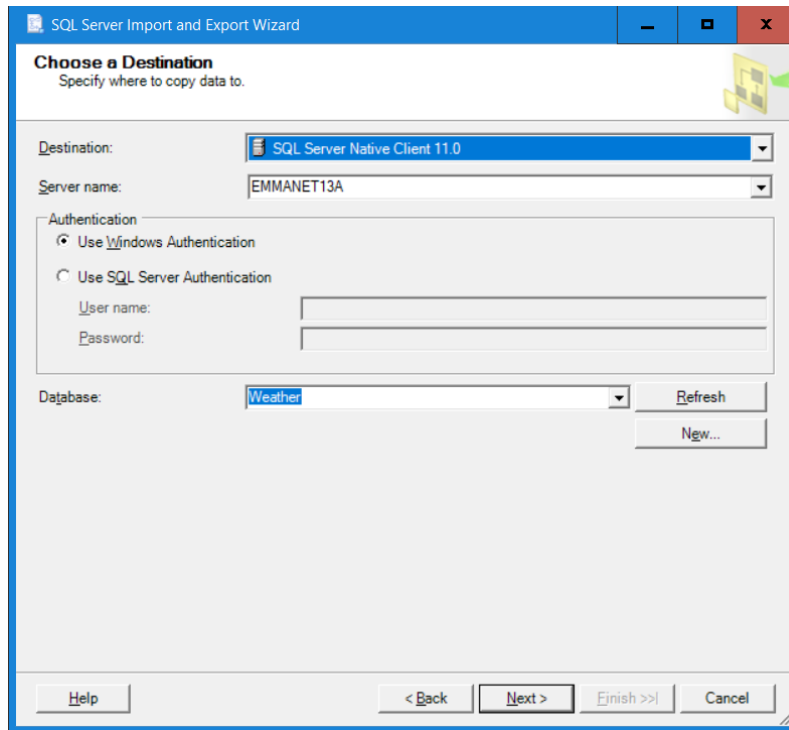 SQL Server Import and Export Wizard
Choose a Destination
Specify where to copy data to.
Destination: SQL Server Native Client 11.0
Server name: EMMANET13A
Authentication
Use Windows Authentication
Use SQL Server Authentication
User name:
Password:
Database: Weather Refresh
New...
Help < Back Next > Finish >>| Cancel